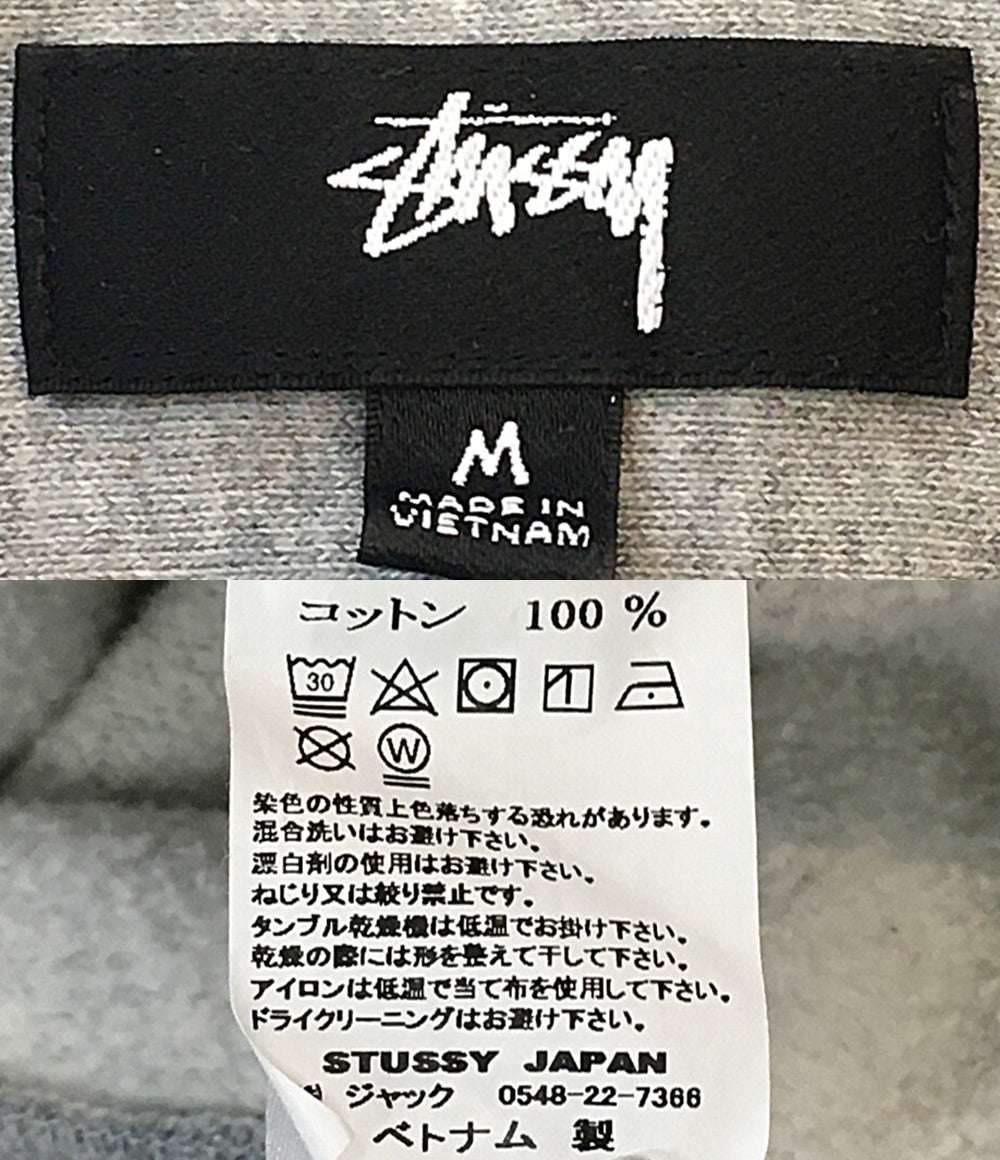 Stüssy
M
MADE IN
VIETNAM
コットン 100 %
30
W
染色の性質上色落ちする恐れがあります。
混合洗いはお避け下さい。
漂白剤の使用はお避け下さい。
ねじり又は絞り禁止です。
タンブル乾燥機は低温でお掛け下さい。
乾燥の際には形を整えて干して下さい。
アイロンは低温で当て布を使用して下さい。
ドライクリーニングはお避け下さい。
STUSSY JAPAN
ジャック 0548-22-7366
ベトナム 製